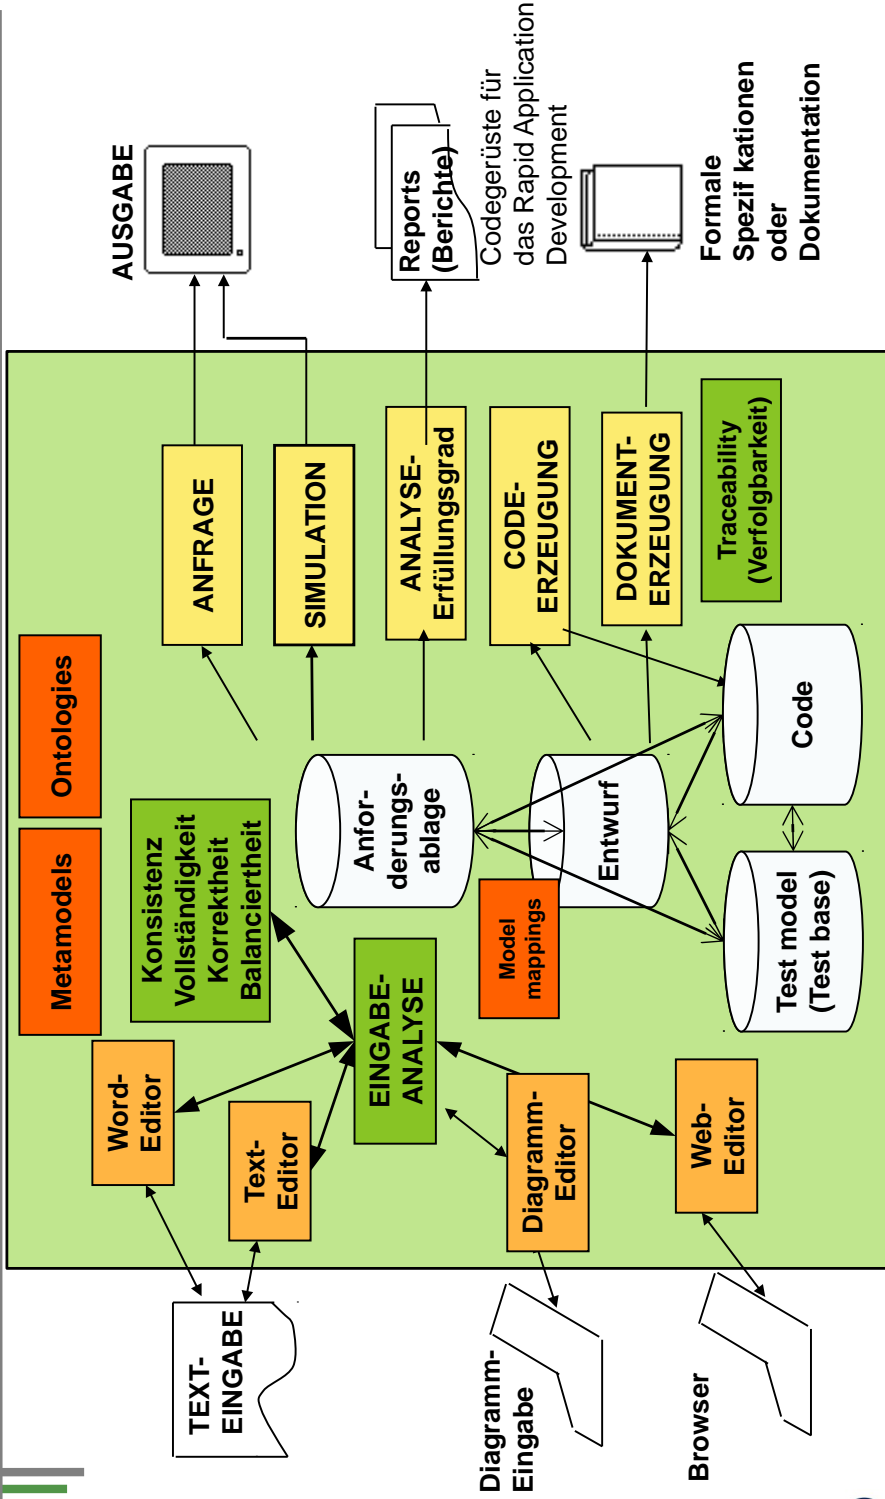 Metamodels
Ontologies
AUSGABE
Word-
Editor
Konsistenz
Vollständigkeit
Korrektheit
Balanciertheit
ANFRAGE
TEXT-
EINGABE
Text-
Editor
SIMULATION
EINGABE-
ANALYSE
Anfor-
derungs-
ablage
ANALYSE-
Erfüllungsgrad
Reports
(Berichte)
Codegerüste für
das Rapid Application
Development
Diagramm-
Eingabe
Diagramm-
Editor
Model
mappings
Entwurf
CODE-
ERZEUGUNG
DOKUMENT-
ERZEUGUNG
Formale
Spezif kationen
oder
Dokumentation
Browser
Web-
Editor
Test model
(Test base)
Code
Traceability
(Verfolgbarkeit)